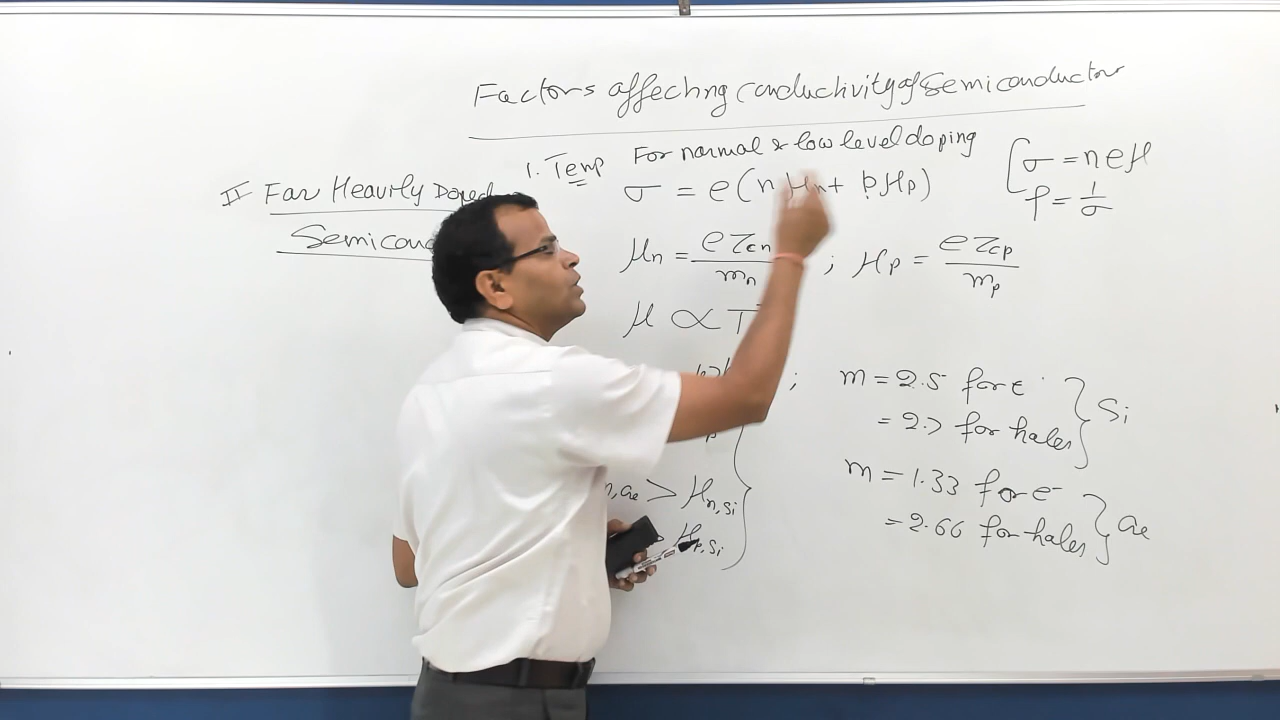 Factors affecting conductivity of Semiconductor
1. Temp For normal & low level doping
σ = e(n μn + pμp)
[σ = neμ
ρ = 1/σ
II For Heavily Doped
μn = eτcn/mn ; μp = eτcp/mp
μ ∝ T
; m = 2.5 for e-
= 2.7 for holes } Si
n,Ge > μn,Si
μp,Si
m = 1.33 for e-
= 2.66 for holes } Ge